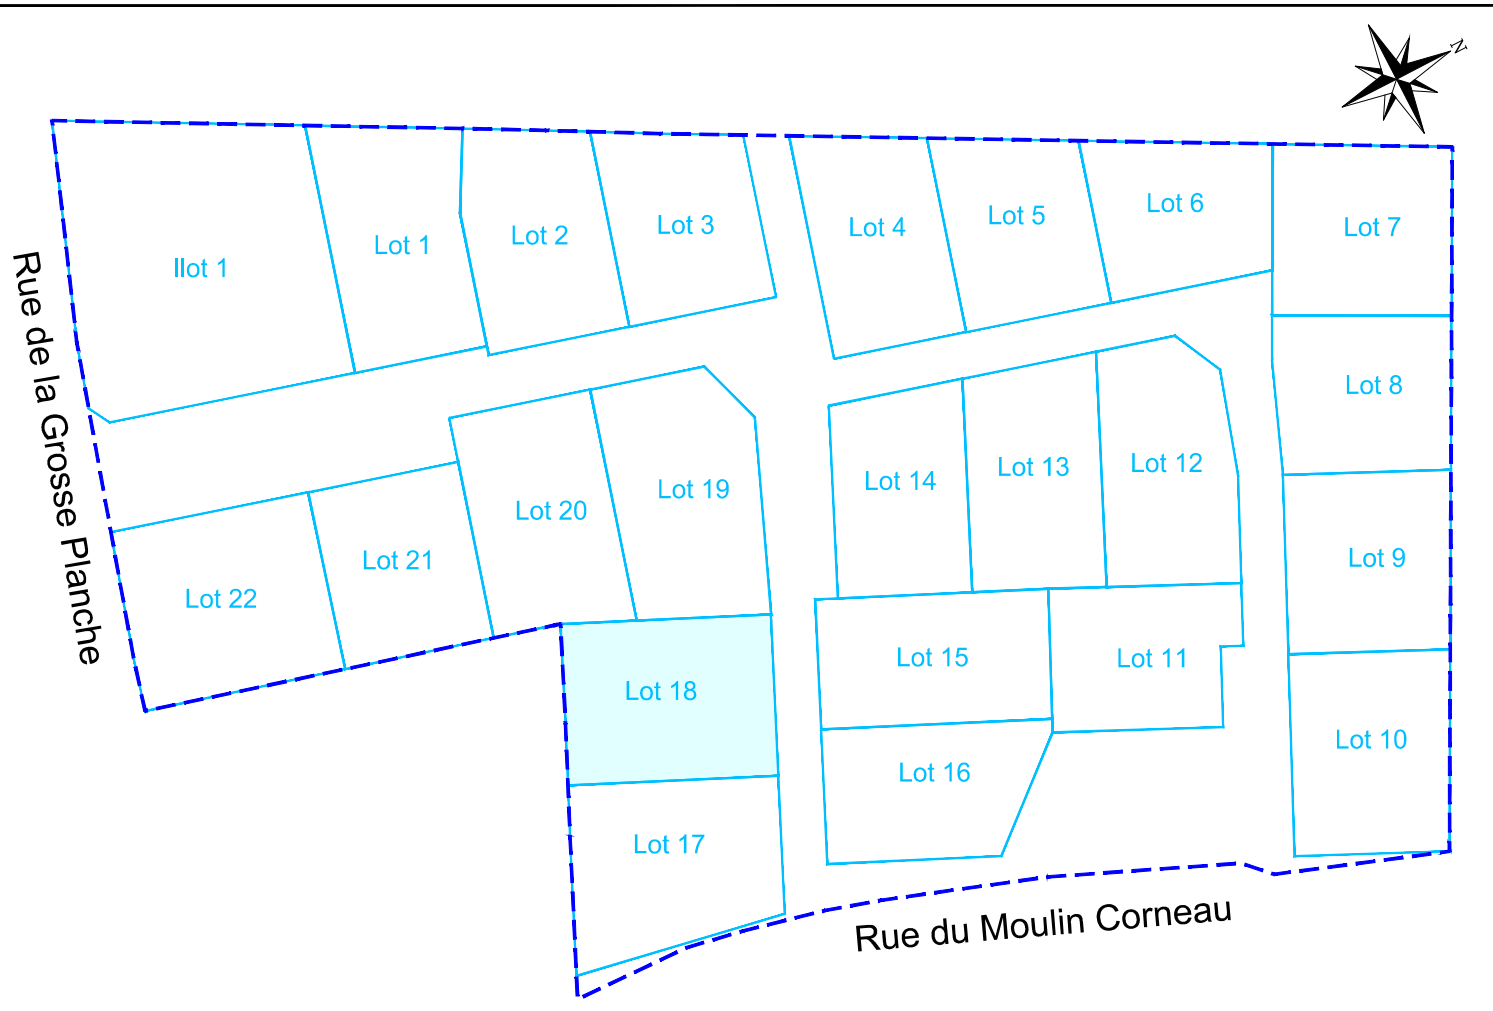 N
Ilot 1
Lot 1
Lot 2
Lot 3
Lot 4
Lot 5
Lot 6
Lot 7
Rue de la Grosse Planche
Lot 8
Lot 22
Lot 21
Lot 20
Lot 19
Lot 14
Lot 13
Lot 12
Lot 9
Lot 18
Lot 15
Lot 11
Lot 10
Lot 17
Lot 16
Rue du Moulin Corneau